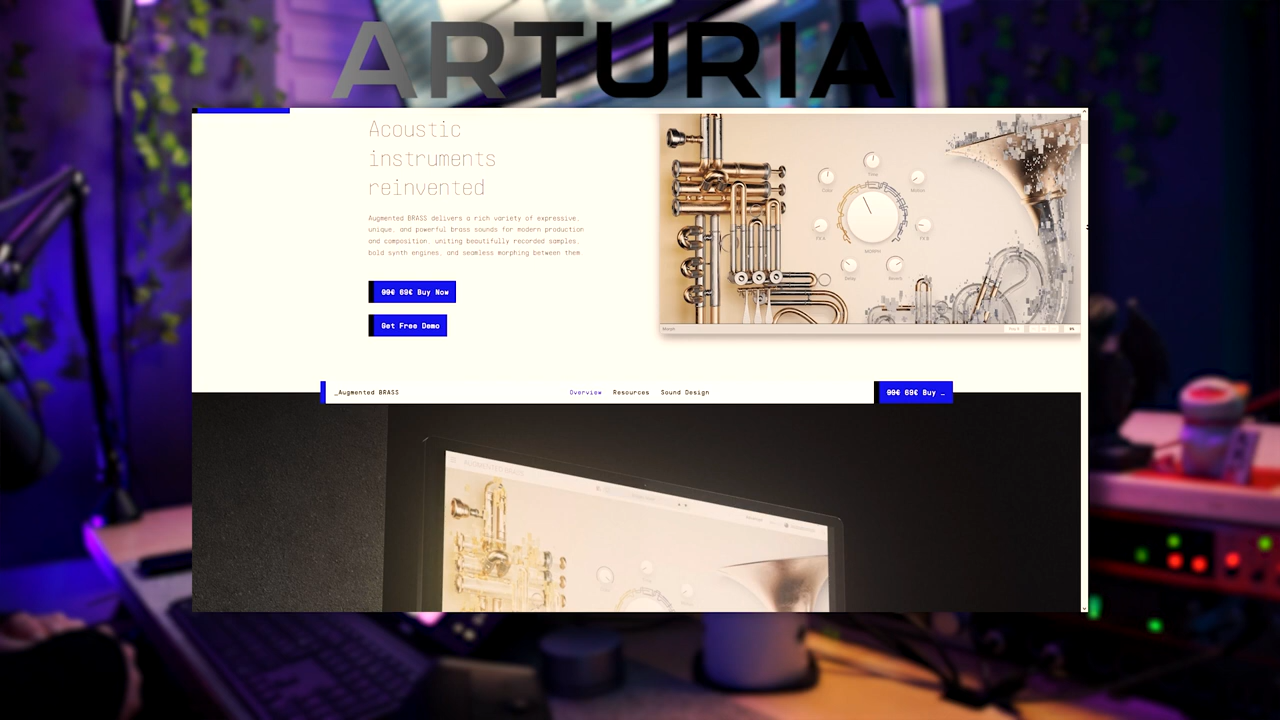 ARTURIA
Acoustic
instruments
reinvented
Augmented BRASS delivers a rich variety of expressive,
unique, and powerful brass sounds for modern production
and composition, uniting beautifully recorded samples,
bold synth engines, and seamless morphing between them.
99€ 69€ Buy Now
Get Free Demo
_Augmented BRASS
Overview
Resources
Sound Design
99€ 69€ Buy …